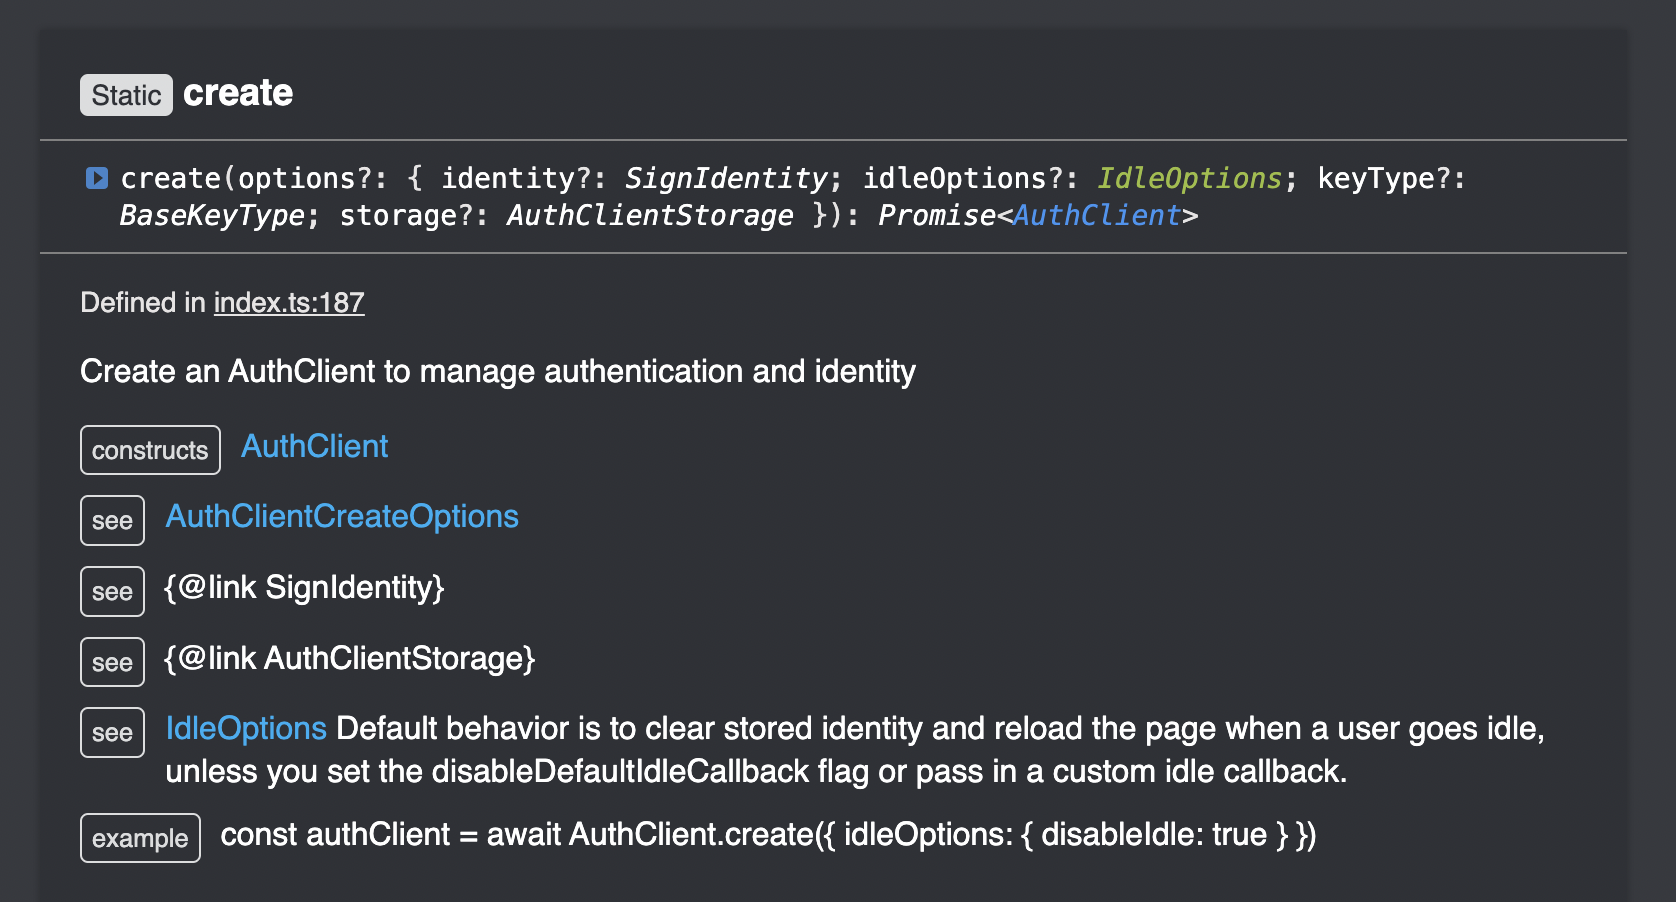 Static create
create(options?: { identity?: SignIdentity; idleOptions?: IdleOptions; keyType?:
BaseKeyType; storage?: AuthClientStorage }): Promise<AuthClient>
Defined in index.ts:187
Create an AuthClient to manage authentication and identity
constructs AuthClient
see AuthClientCreateOptions
see {@link SignIdentity}
see {@link AuthClientStorage}
see IdleOptions Default behavior is to clear stored identity and reload the page when a user goes idle,
unless you set the disableDefaultIdleCallback flag or pass in a custom idle callback.
example const authClient = await AuthClient.create({ idleOptions: { disableIdle: true } })